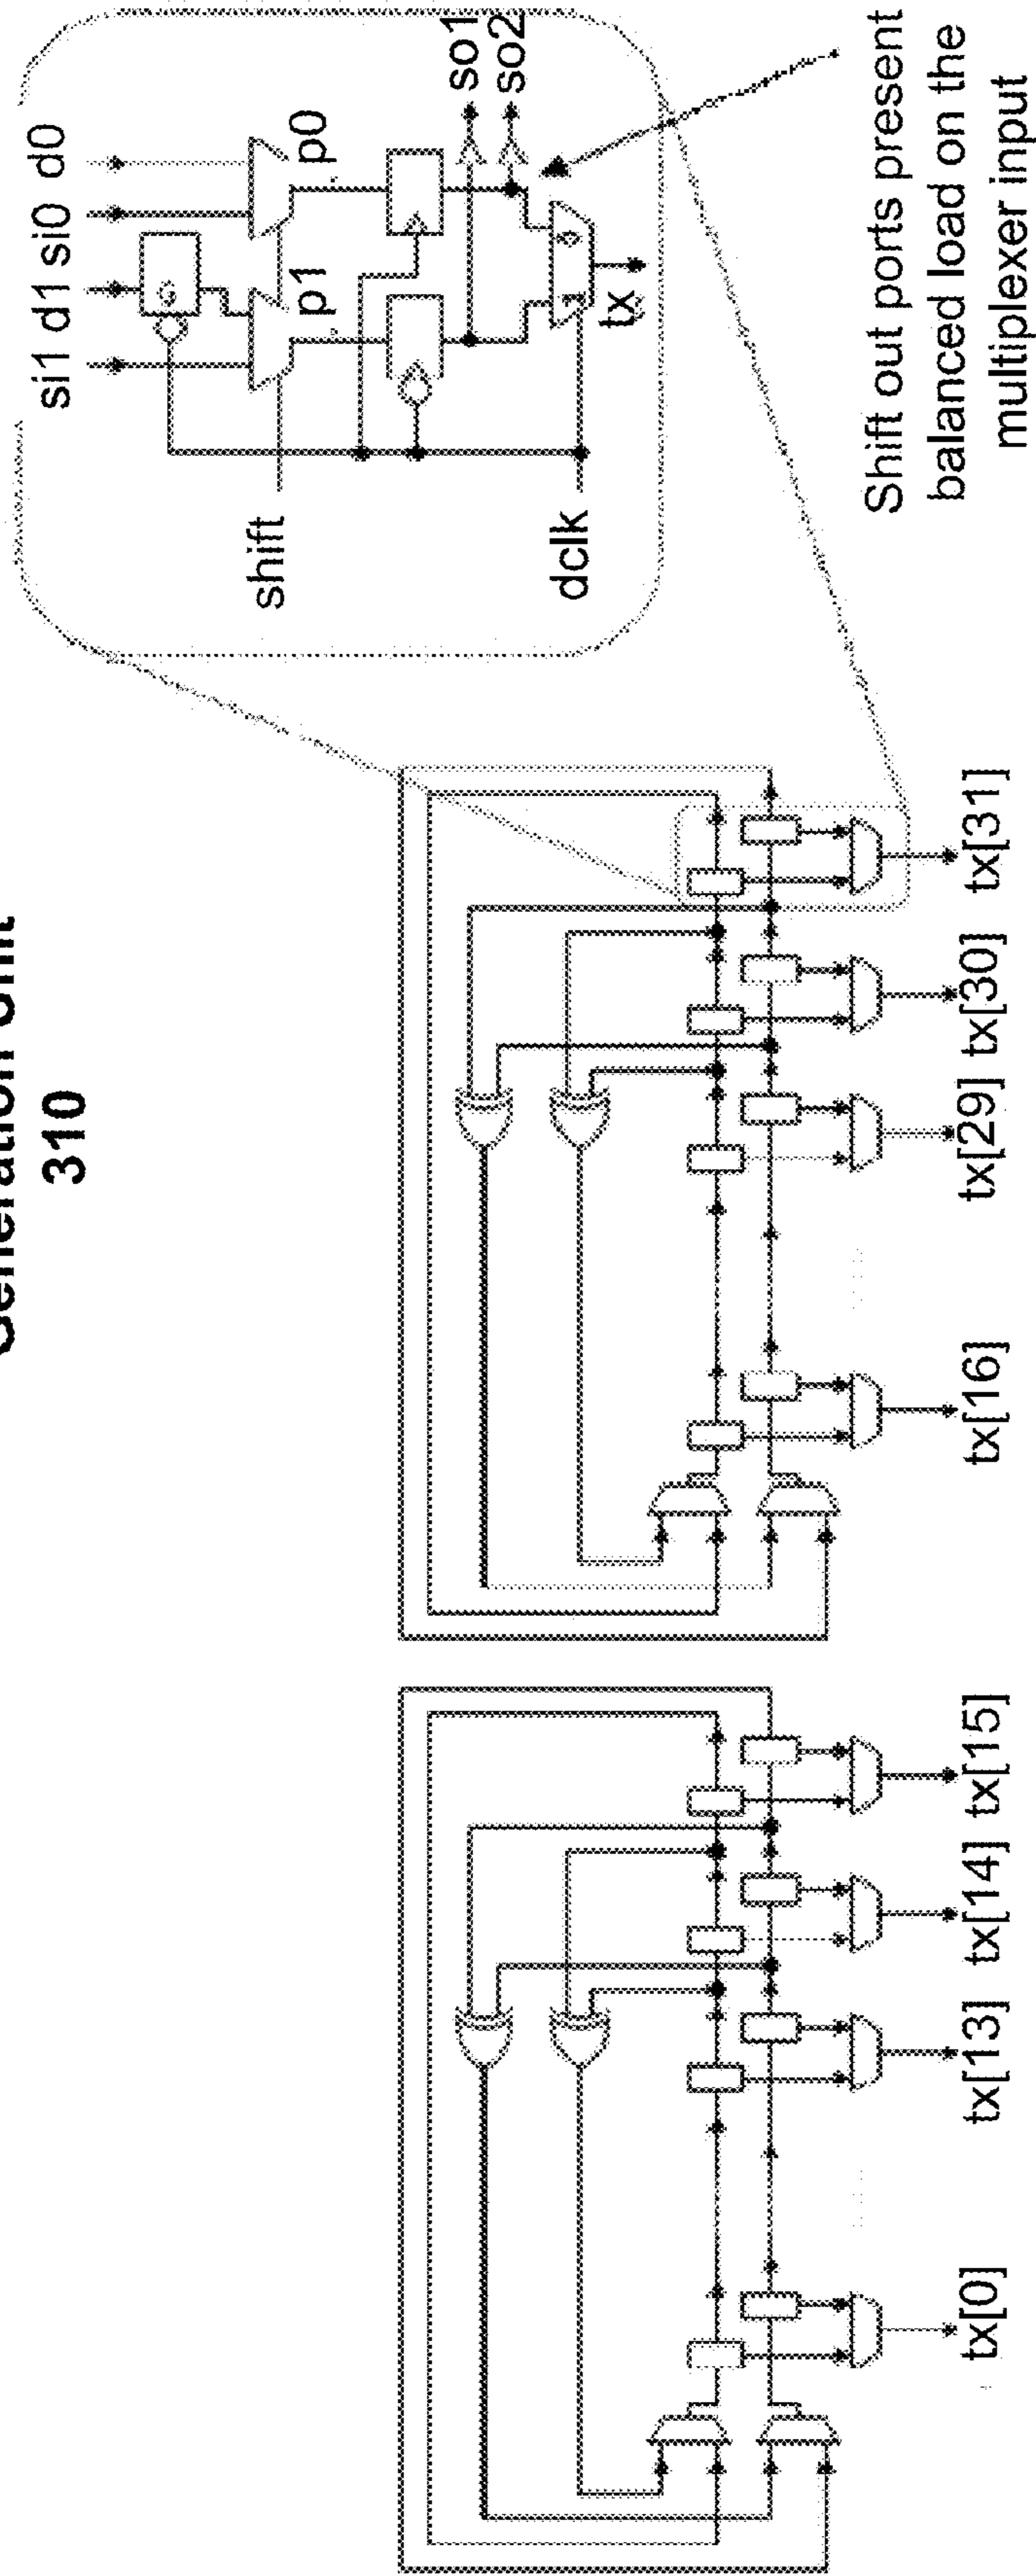 Generation Unit
310
si1 d1 si0 d0
G
p1 p0
shift
so1
so2
1 0
dclk
tx
Shift out ports present
balanced load on the
multiplexer input
tx[0] tx[13] tx[14] tx[15] tx[16] tx[29] tx[30] tx[31]